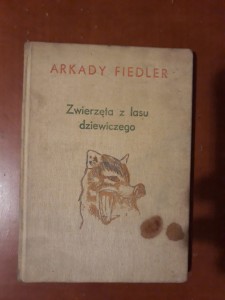 ARKADY FIEDLER
Zwierzęta z lasu
dziewiczego